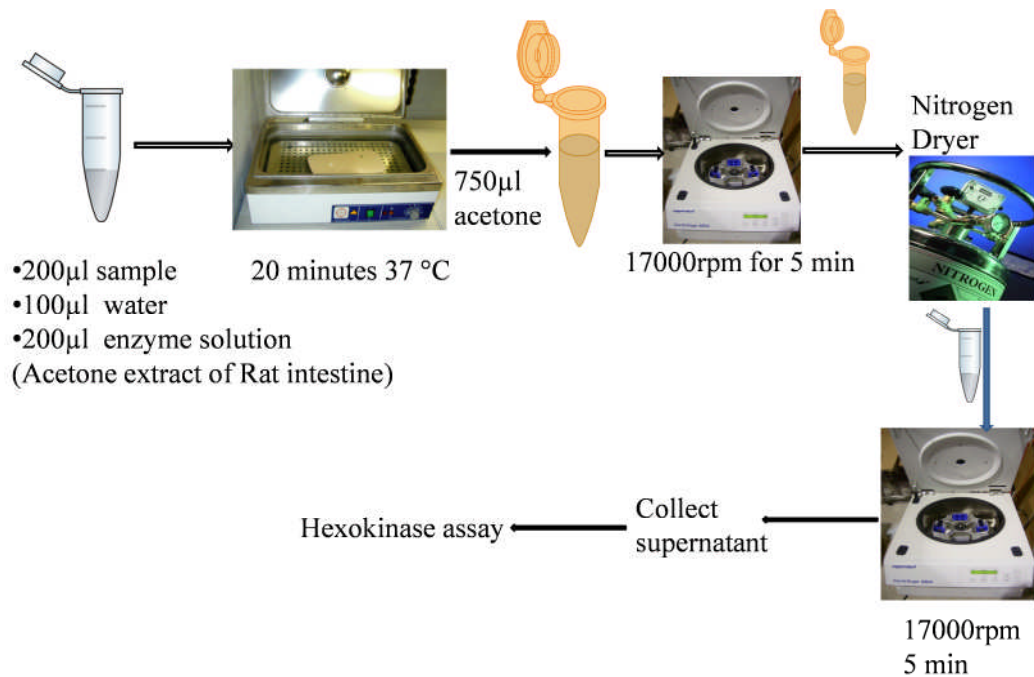 •200µl sample
•100µl water
•200µl enzyme solution
(Acetone extract of Rat intestine)
20 minutes 37 °C
750µl
acetone
17000rpm for 5 min
Nitrogen
Dryer
NITROGEN
17000rpm
5 min
Collect
supernatant
Hexokinase assay